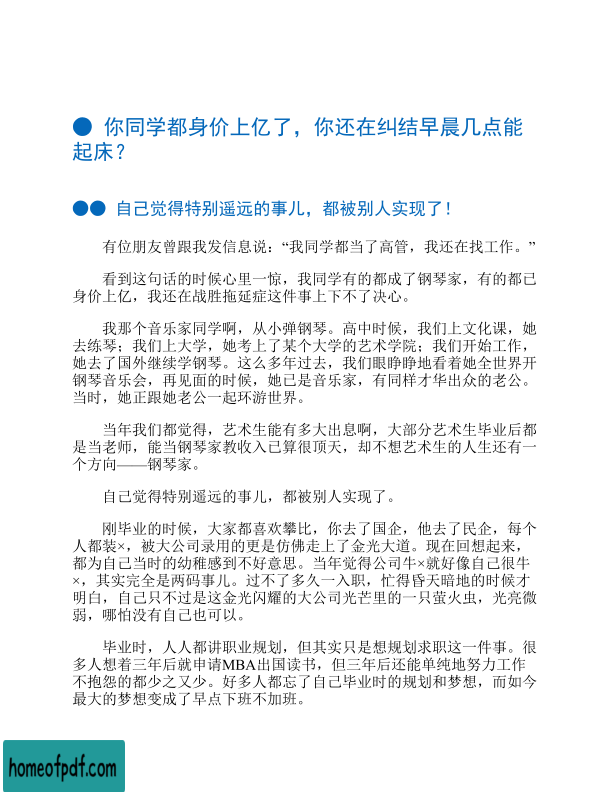 ●  你同学都身价上亿了，你还在纠结早晨几点能
起床？
●● 自己觉得特别遥远的事儿，都被别人实现了！
有位朋友曾跟我发信息说：“我同学都当了高管，我还在找工作。”
看到这句话的时候心里一惊，我同学有的都成了钢琴家，有的都已
身价上亿，我还在战胜拖延症这件事上下不了决心。
我那个音乐家同学啊，从小弹钢琴。高中时候，我们上文化课，她
去练琴；我们上大学，她考上了某个大学的艺术学院；我们开始工作，
她去了国外继续学钢琴。这么多年过去，我们眼睁睁地看着她全世界开
钢琴音乐会，再见面的时候，她已是音乐家，有同样才华出众的老公。
当时，她正跟她老公一起环游世界。
当年我们都觉得，艺术生能有多大出息啊，大部分艺术生毕业后都
是当老师，能当钢琴家教收入已算很顶天，却不想艺术生的人生还有一
个方向——钢琴家。
自己觉得特别遥远的事儿，都被别人实现了。
刚毕业的时候，大家都喜欢攀比，你去了国企，他去了民企，每个
人都装×，被大公司录用的更是仿佛走上了金光大道。现在回想起来，
都为自己当时的幼稚感到不好意思。当年觉得公司牛×就好像自己很牛
×，其实完全是两码事儿。过不了多久一入职，忙得昏天暗地的时候才
明白，自己只不过是这金光闪耀的大公司光芒里的一只萤火虫，光亮微
弱，哪怕没有自己也可以。
毕业时，人人都讲职业规划，但其实只是想规划求职这一件事。很
多人想着三年后就申请MBA出国读书，但三年后还能单纯地努力工作
不抱怨的都少之又少。好多人都忘了自己毕业时的规划和梦想，而如今
最大的梦想变成了早点下班不加班。
homeofpdf.com